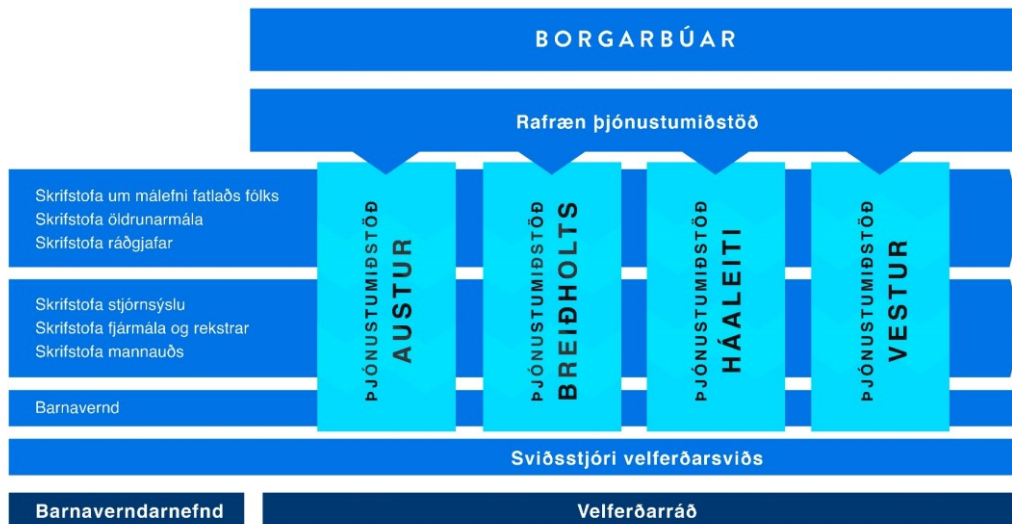 BORGARBÚAR
Rafræn þjónustumiðstöð
Skrifstofa um málefni fatlaðs fólks
Skrifstofa öldrunarmála
Skrifstofa ráðgjafar
Skrifstofa stjórnsýslu
Skrifstofa fjármála og rekstrar
Skrifstofa mannauðs
Barnavernd
ÞJÓNUSTUMIÐSTÖÐ
AUSTUR
ÞJÓNUSTUMIÐSTÖÐ
BREIÐHOLTS
ÞJÓNUSTUMIÐSTÖÐ
HÁALEITI
ÞJÓNUSTUMIÐSTÖÐ
VESTUR
Sviðsstjóri velferðarsviðs
Barnaverndarnefnd
Velferðarráð